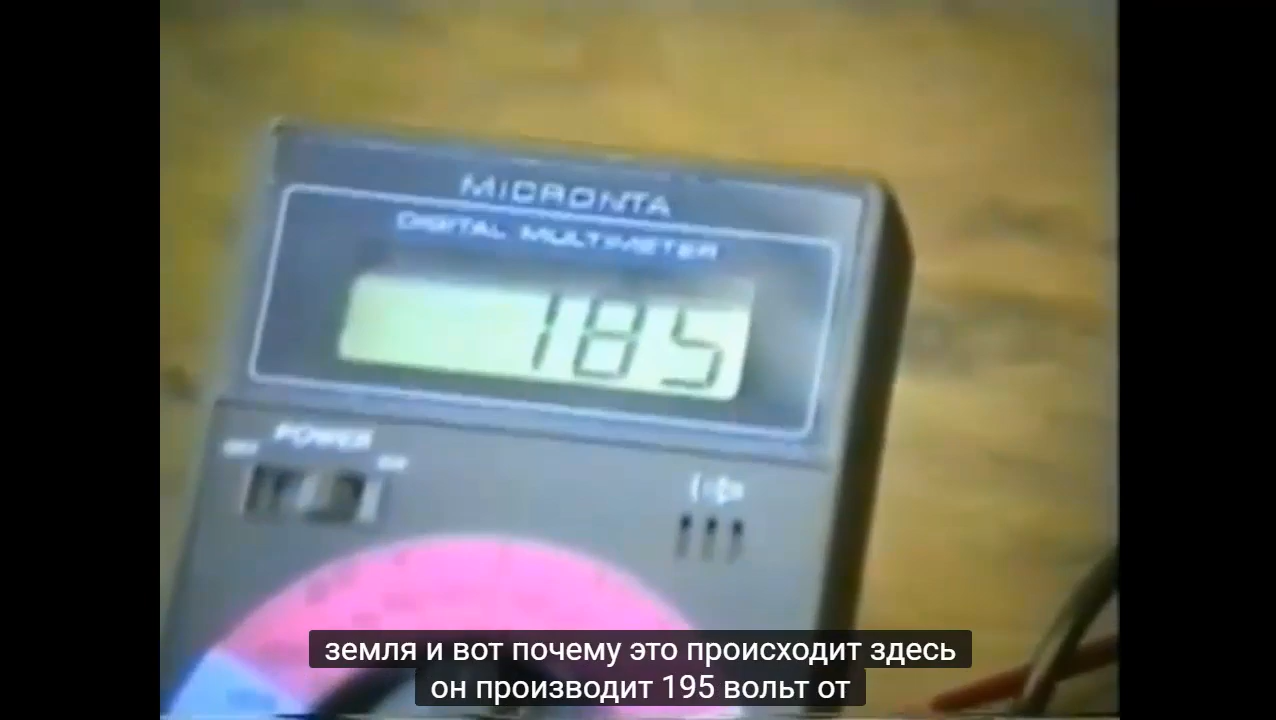 MICRONTA
DIGITAL MULTIMETER
185
POWER
земля и вот почему это происходит здесь
он производит 195 вольт от